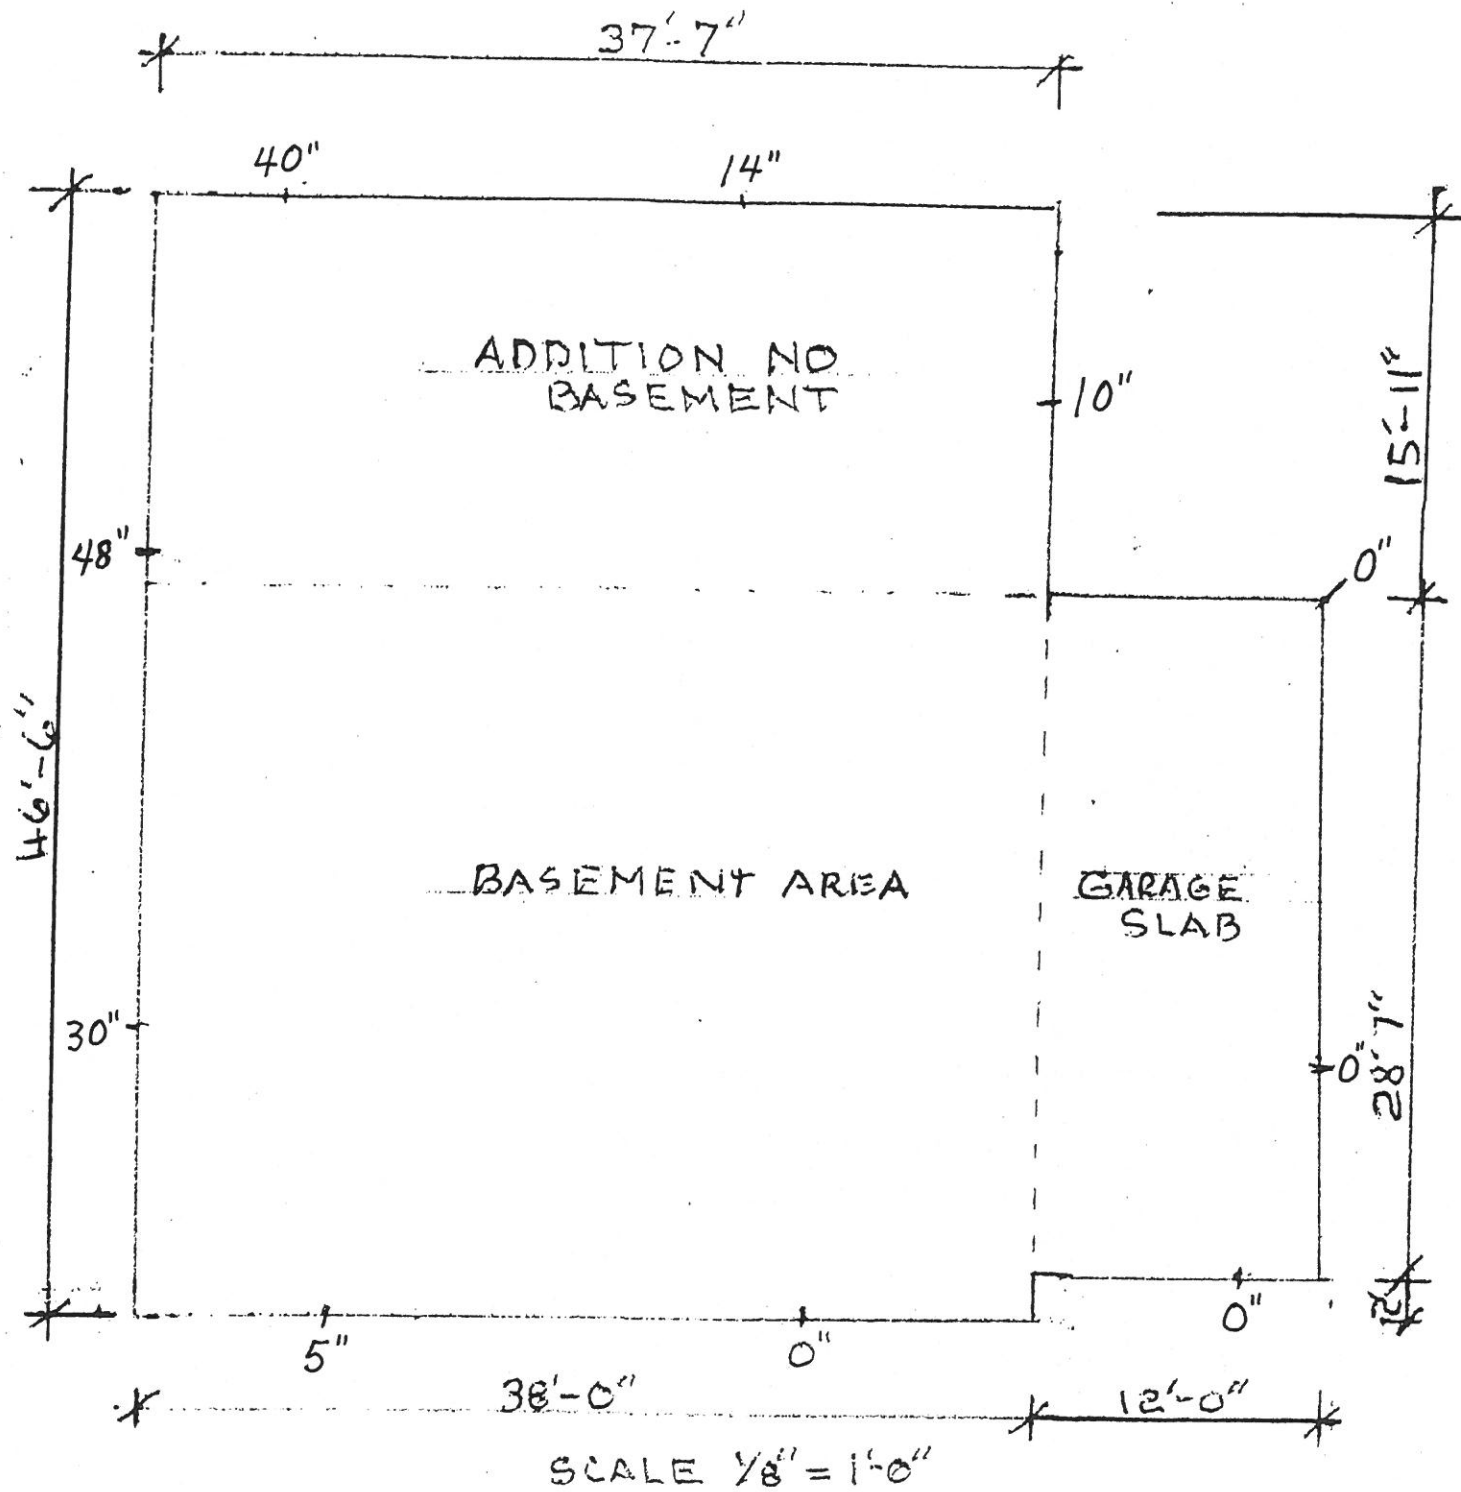 37'-7"
40"
14"
ADDITION NO
BASEMENT
10"
15'-11"
48"
0"
46'-6"
BASEMENT AREA
GARAGE
SLAB
30"
0"
28'7"
0"
5"
0"
38'-0"
12'-0"
SCALE 1/8" = 1'-0"